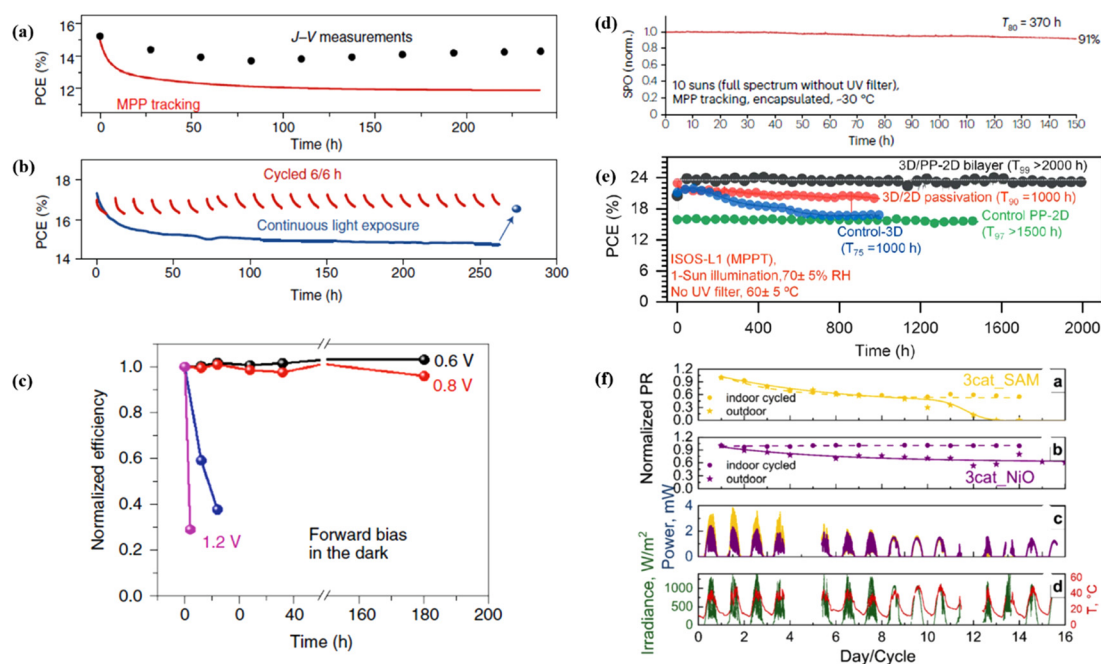 (a)
16
14
12
PCE (%)
J–V measurements
MPP tracking
0 50 100 150 200
Time (h)
(b)
18
16
14
PCE (%)
Cycled 6/6 h
Continuous light exposure
0 50 100 150 200 250 300
Time (h)
(c)
1.0
0.8
0.6
0.4
0.2
0.0
Normalized efficiency
0.6 V
0.8 V
1.2 V
Forward bias
in the dark
0 0 40 160 180 200
Time (h)
(d)
T80 = 370 h
91%
1.0
0.8
0.6
0.4
0.2
0
SPO (norm.)
10 suns (full spectrum without UV filter),
MPP tracking, encapsulated, ~30 °C
0 10 20 30 40 50 60 70 80 90 100 110 120 130 140 150
Time (h)
(e)
24
18
12
6
0
PCE (%)
3D/PP-2D bilayer (T99 >2000 h)
3D/2D passivation (T90 =1000 h)
Control PP-2D
(T97 >1500 h)
Control-3D
(T75 =1000 h)
ISOS-L1 (MPPT),
1-Sun illumination,70± 5% RH
No UV filter, 60± 5 °C
0 400 800 1200 1600 2000
Time (h)
(f)
Normalized PR
1.2
0.9
0.6
0.3
0.0
3cat_SAM
a
indoor cycled
outdoor
1.2
0.9
0.6
0.3
0.0
b
indoor cycled
outdoor
3cat_NiO
Power, mW
4
2
0
c
Irradiance, W/m²
1000
500
0
d
60
40
20
0
T, °C
0 2 4 6 8 10 12 14 16
Day/Cycle